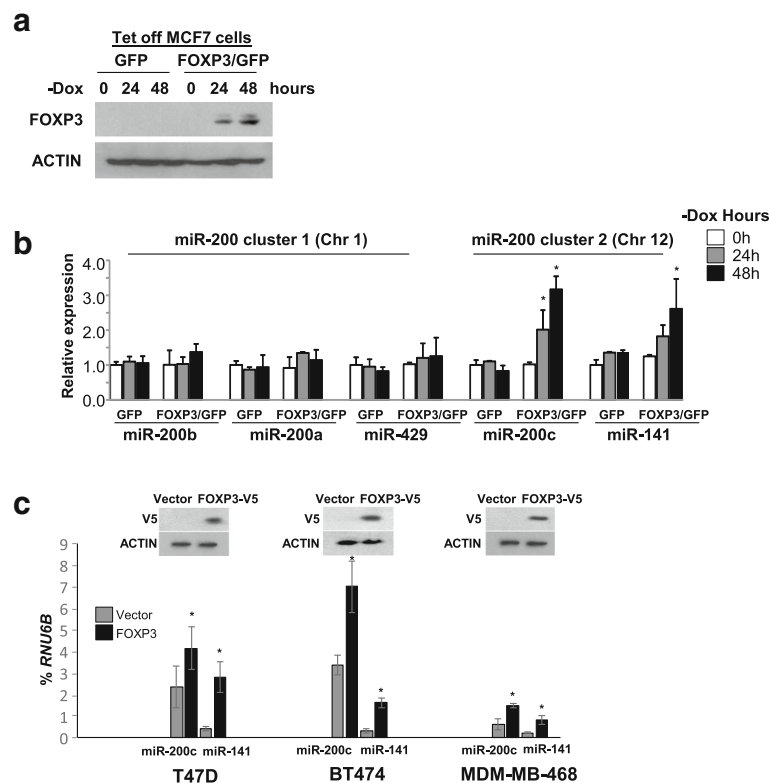 a
Tet off MCF7 cells
GFP FOXP3/GFP
-Dox 0 24 48 0 24 48 hours
FOXP3
ACTIN
b
-Dox Hours
0h
24h
48h
miR-200 cluster 1 (Chr 1) miR-200 cluster 2 (Chr 12)
Relative expression
4.0
3.0
2.0
1.0
0.0
* * *
GFP FOXP3/GFP GFP FOXP3/GFP GFP FOXP3/GFP GFP FOXP3/GFP GFP FOXP3/GFP
miR-200b miR-200a miR-429 miR-200c miR-141
c
Vector FOXP3-V5 Vector FOXP3-V5 Vector FOXP3-V5
V5 V5 V5
ACTIN ACTIN ACTIN
% RNU6B
9
8
7
6
5
4
3
2
1
0
Vector
FOXP3
* * * * * *
miR-200c miR-141 miR-200c miR-141 miR-200c miR-141
T47D BT474 MDM-MB-468